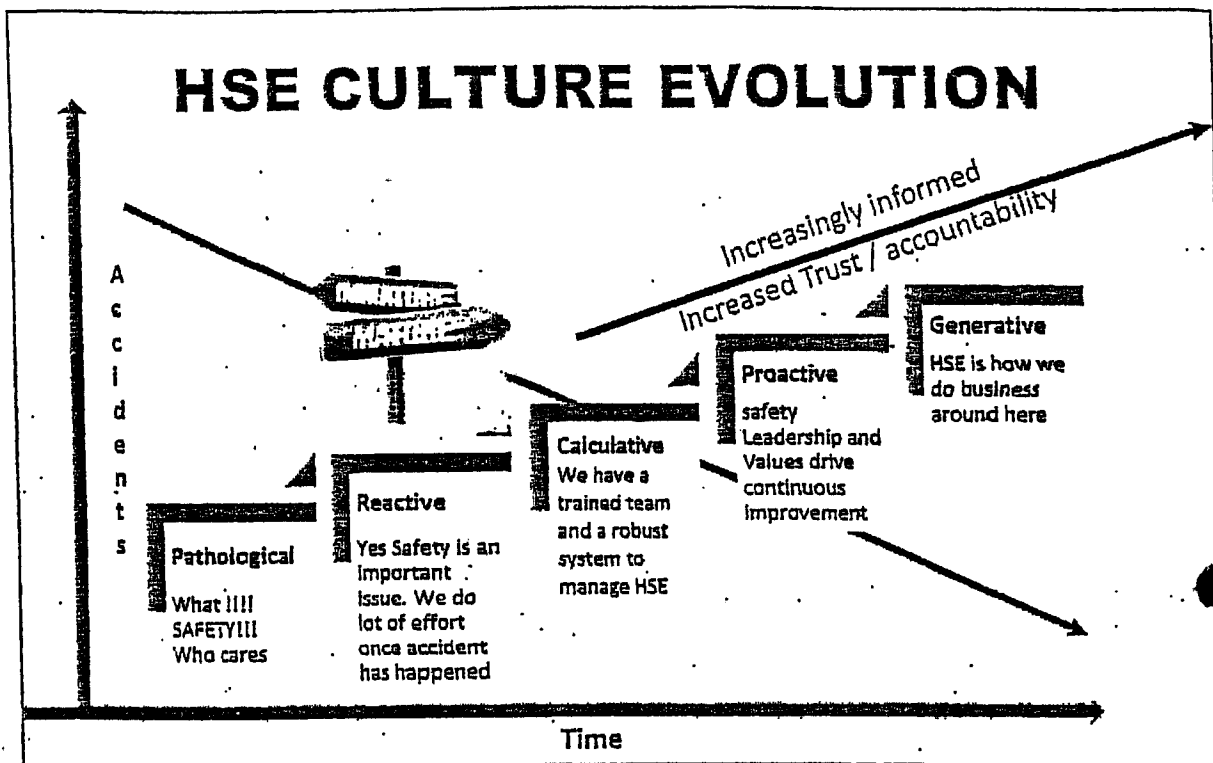 HSE CULTURE EVOLUTION
Accidents
Increasingly informed
Increased Trust / accountability
Pathological
What !!!!
SAFETY!!!
Who cares
Reactive
Yes Safety is an
important
issue. We do
lot of effort
once accident
has happened
Calculative
We have a
trained team
and a robust
system to
manage HSE
Proactive
safety
Leadership and
Values drive
continuous
improvement
Generative
HSE is how we
do business
around here
Time